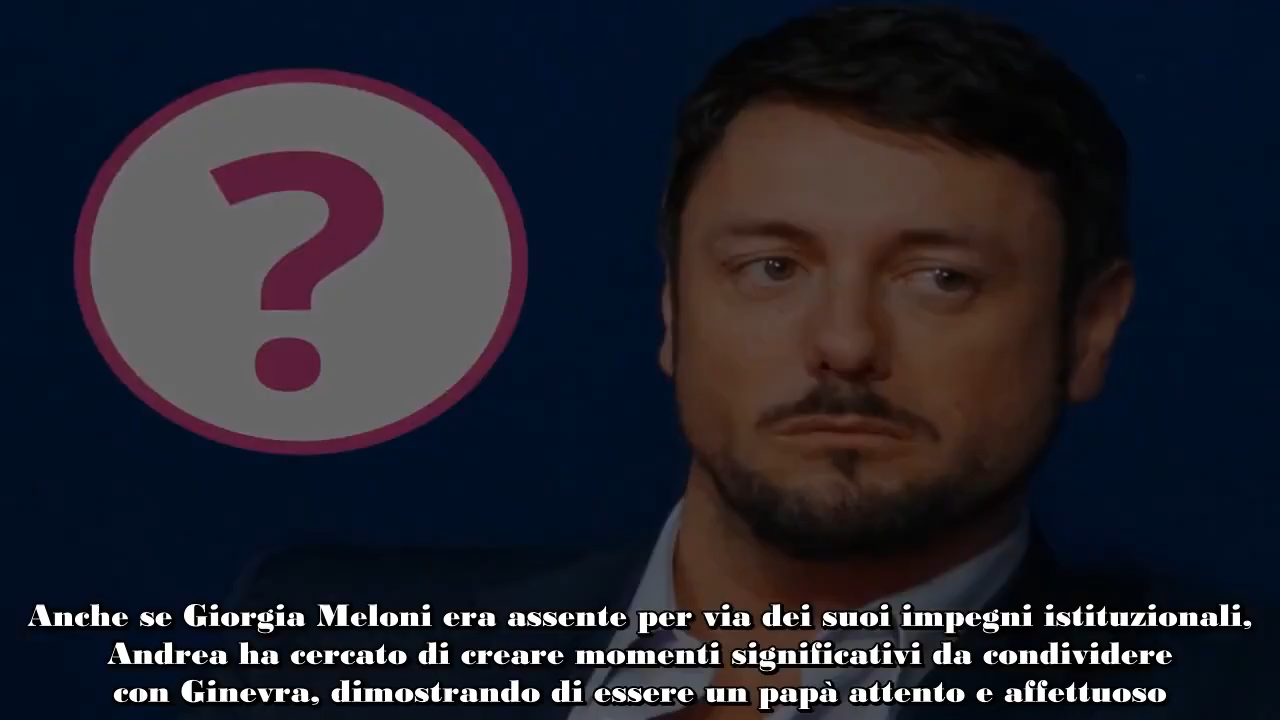 ?
Anche se Giorgia Meloni era assente per via dei suoi impegni istituzionali,
Andrea ha cercato di creare momenti significativi da condividere
con Ginevra, dimostrando di essere un papà attento e affettuoso